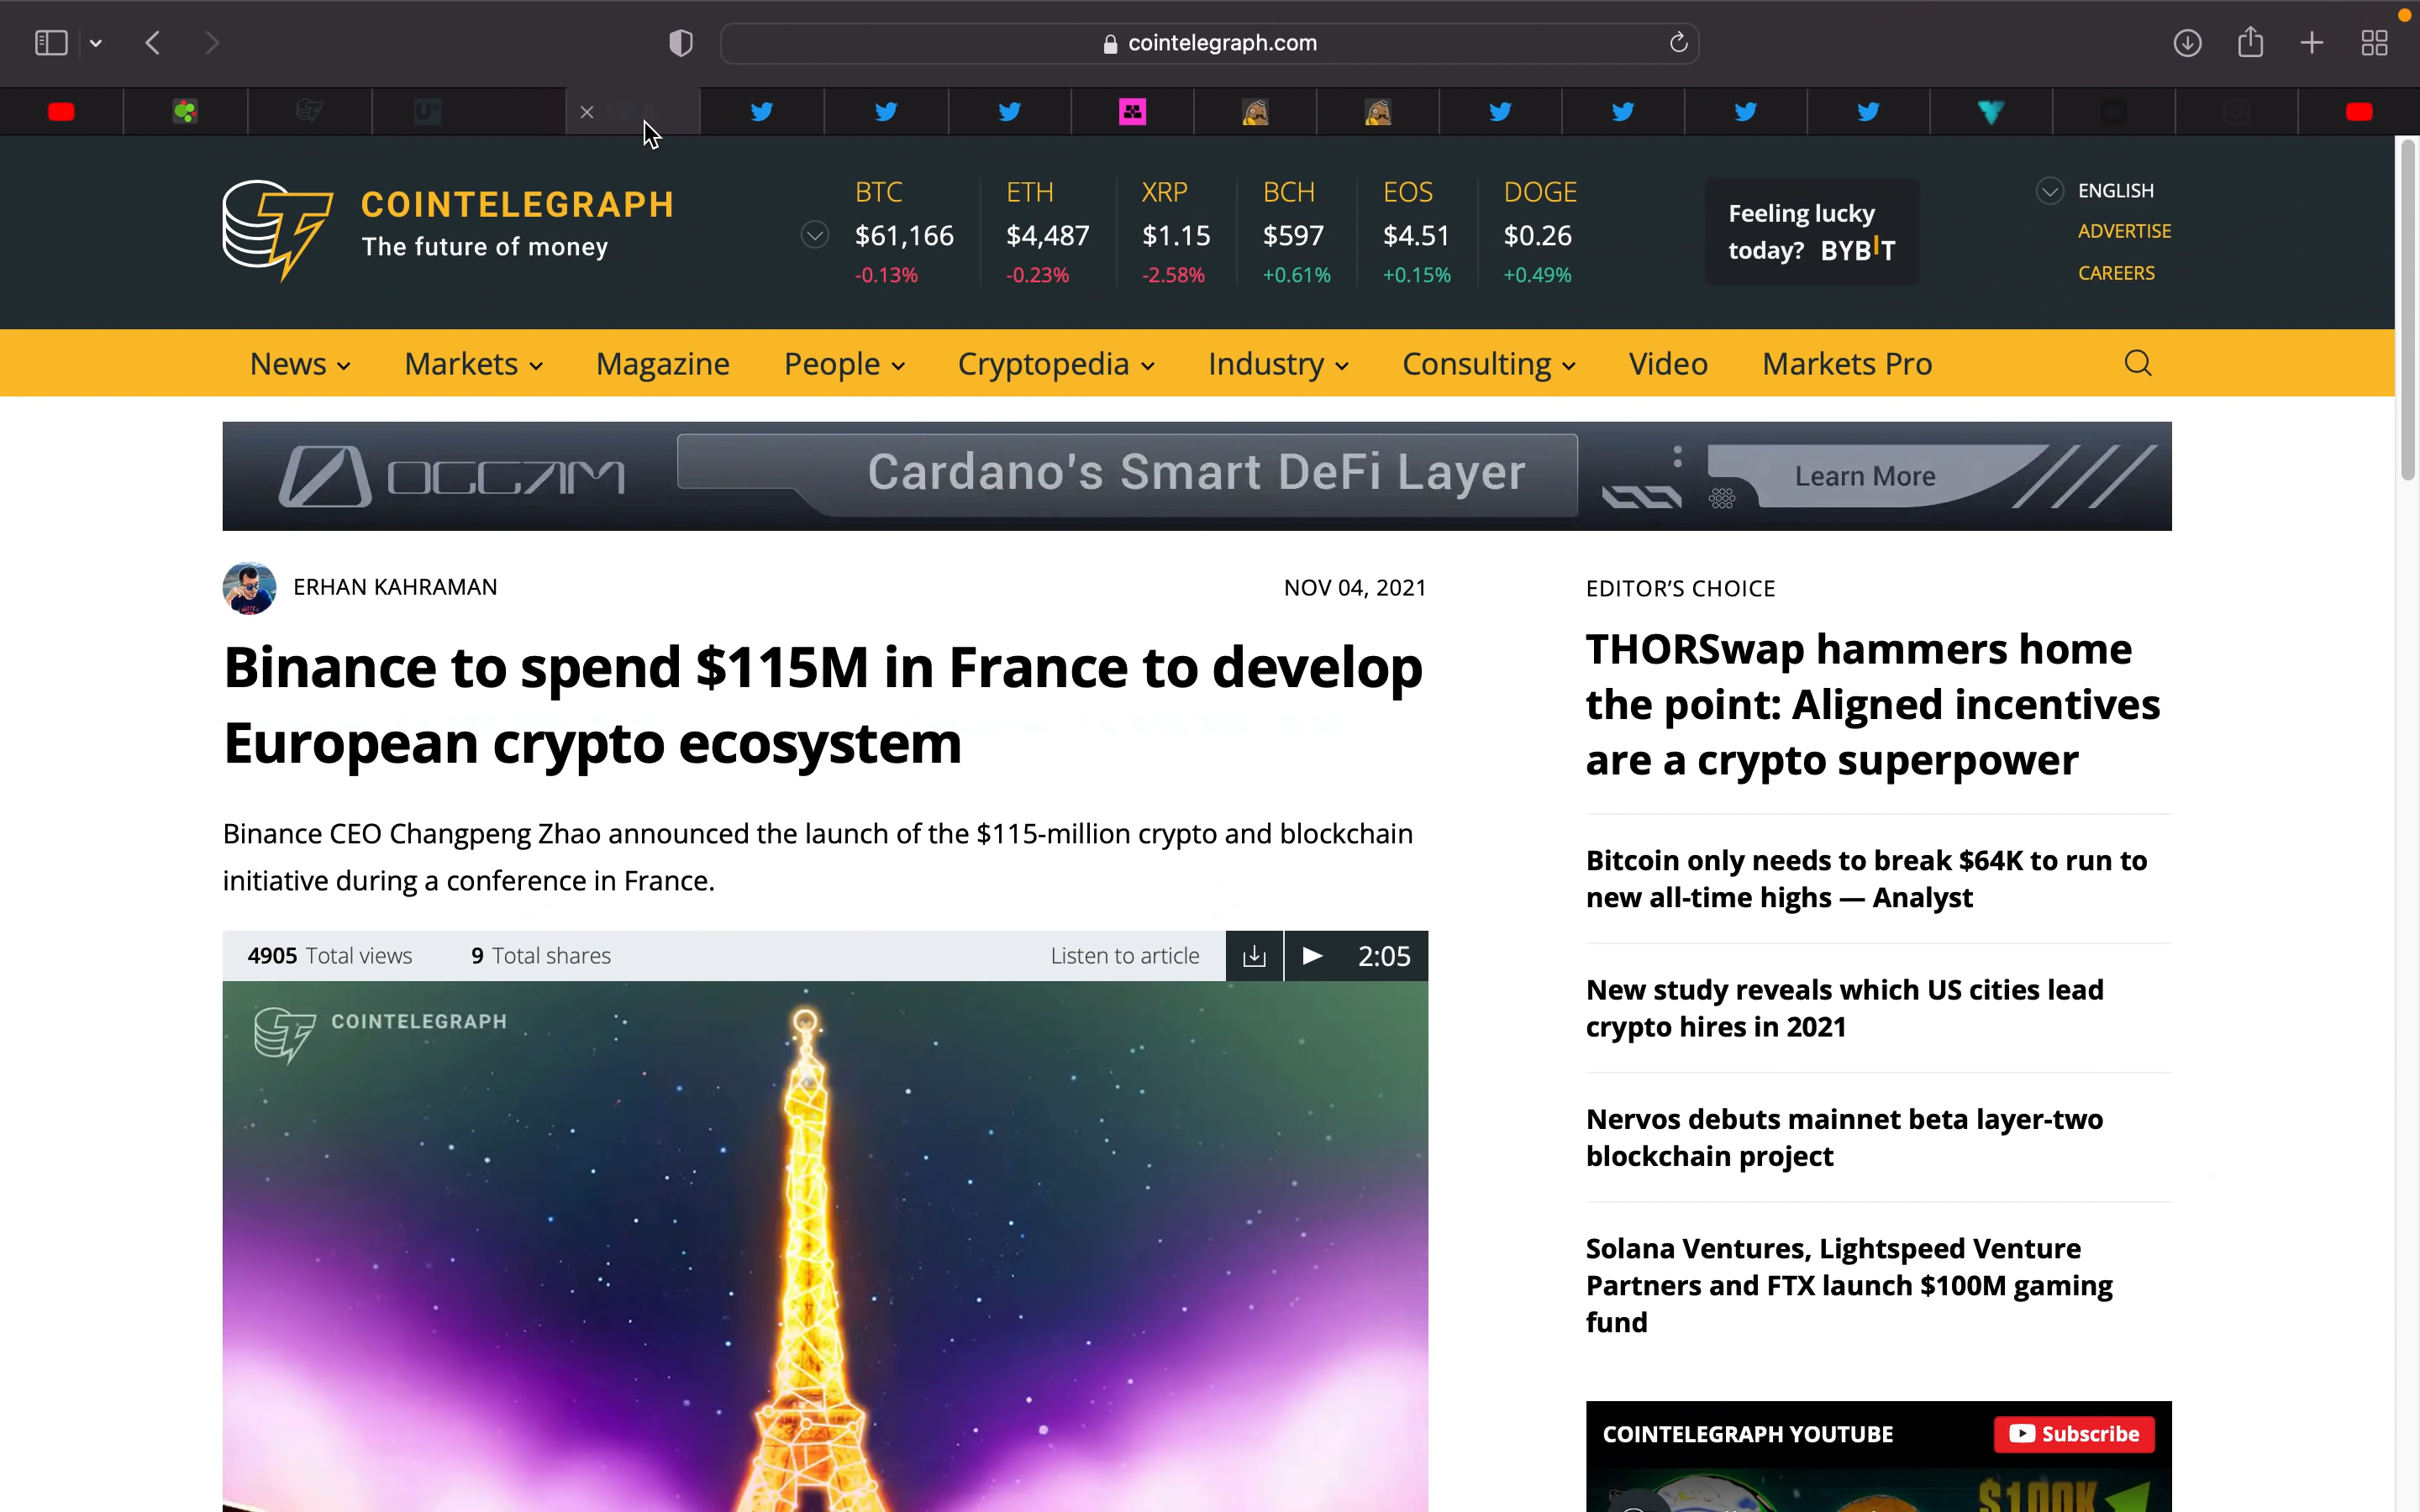 cointelegraph.com
COINTELEGRAPH
The future of money
BTC
$61,166
-0.13%
ETH
$4,487
-0.23%
XRP
$1.15
-2.58%
BCH
$597
+0.61%
EOS
$4.51
+0.15%
DOGE
$0.26
+0.49%
Feeling lucky
today? BYBIT
ENGLISH
ADVERTISE
CAREERS
News
Markets
Magazine
People
Cryptopedia
Industry
Consulting
Video
Markets Pro
OCCAM
Cardano's Smart DeFi Layer
Learn More
ERHAN KAHRAMAN
NOV 04, 2021
Binance to spend $115M in France to develop
European crypto ecosystem
Binance CEO Changpeng Zhao announced the launch of the $115-million crypto and blockchain
initiative during a conference in France.
4905 Total views
9 Total shares
Listen to article
2:05
COINTELEGRAPH
EDITOR'S CHOICE
THORSwap hammers home
the point: Aligned incentives
are a crypto superpower
Bitcoin only needs to break $64K to run to
new all-time highs — Analyst
New study reveals which US cities lead
crypto hires in 2021
Nervos debuts mainnet beta layer-two
blockchain project
Solana Ventures, Lightspeed Venture
Partners and FTX launch $100M gaming
fund
COINTELEGRAPH YOUTUBE
Subscribe
$100K